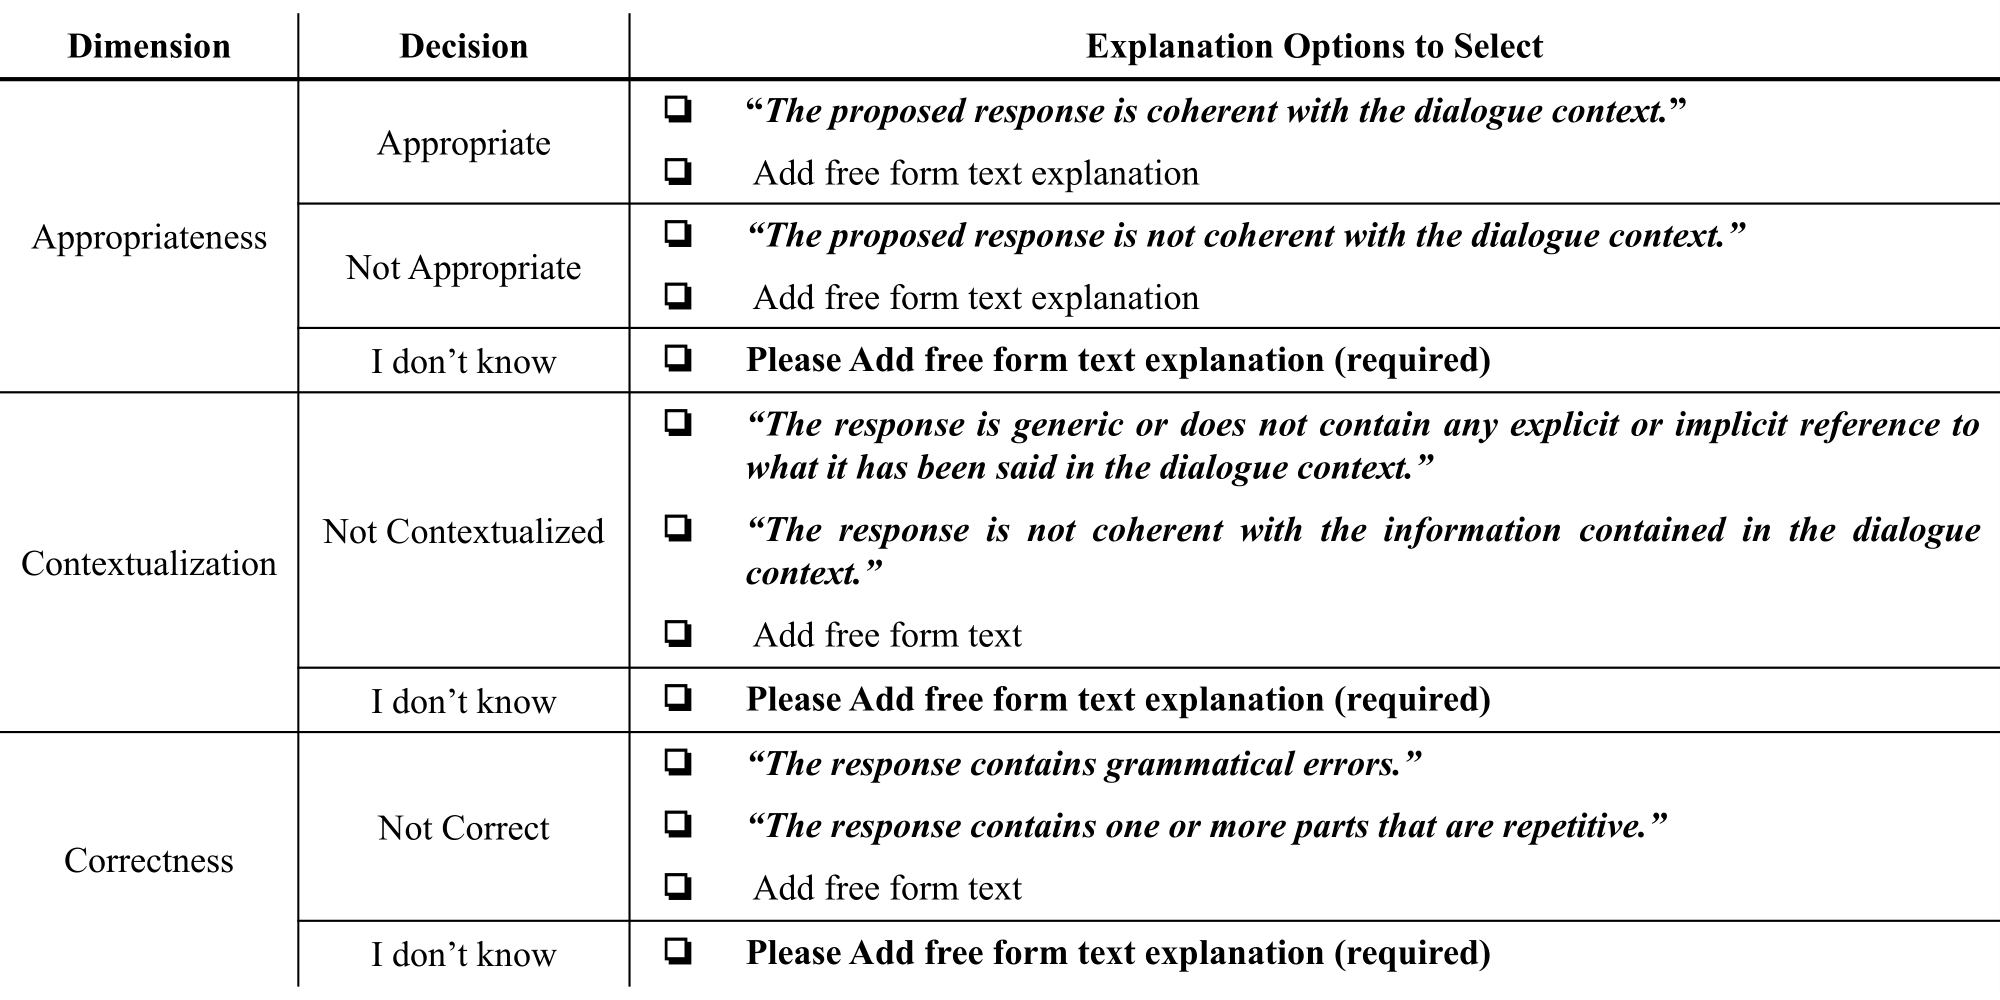 Dimension Decision Explanation Options to Select
Appropriateness
Appropriate
“The proposed response is coherent with the dialogue context.”
Add free form text explanation
Not Appropriate
“The proposed response is not coherent with the dialogue context.”
Add free form text explanation
I don’t know
Please Add free form text explanation (required)
Contextualization
Not Contextualized
“The response is generic or does not contain any explicit or implicit reference to
what it has been said in the dialogue context.”
“The response is not coherent with the information contained in the dialogue
context.”
Add free form text
I don’t know
Please Add free form text explanation (required)
Correctness
Not Correct
“The response contains grammatical errors.”
“The response contains one or more parts that are repetitive.”
Add free form text
I don’t know
Please Add free form text explanation (required)